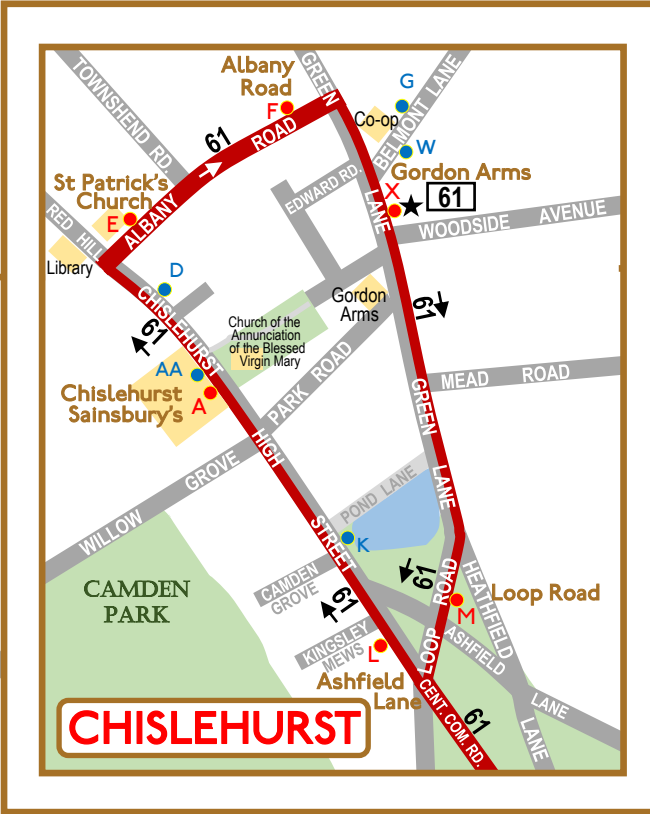 TOWNSHEND RD.
GREEN
Albany
Road
F
61
ROAD
G
Co-op
BELMONT LANE
W
Gordon Arms
X
61
EDWARD RD.
LANE
WOODSIDE AVENUE
St Patrick's
Church
E
ALBANY
RED HILL
Library
D
CHISLEHURST
61
Church of the
Annunciation
of the Blessed
Virgin Mary
Gordon
Arms
61
AA
A
Chislehurst
Sainsbury's
PARK ROAD
GREEN
MEAD ROAD
HIGH
WILLOW GROVE
LANE
POND LANE
STREET
K
CAMDEN
GROVE
61
61
ROAD
HEATHFIELD
Loop Road
M
CAMDEN
PARK
KINGSLEY
MEWS
L
LOOP
ASHFIELD
LANE
LANE
Ashfield
Lane
CENT. COM. RD.
61
CHISLEHURST